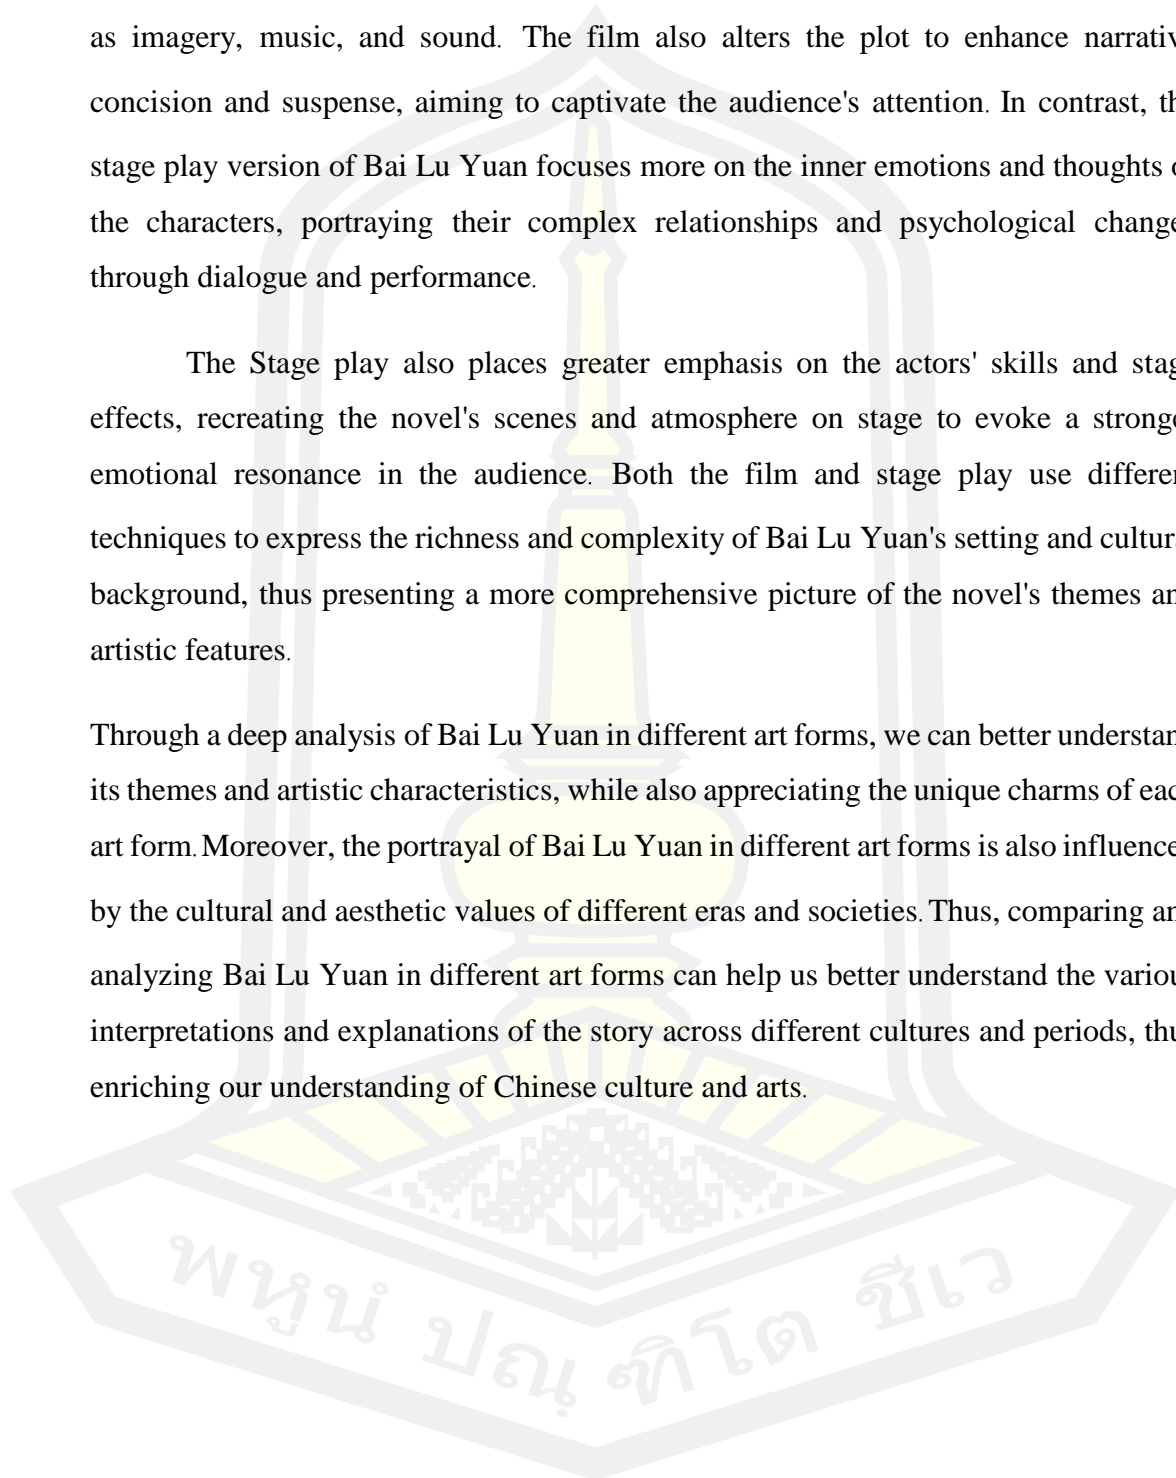 as imagery, music, and sound. The film also alters the plot to enhance narrativ
concision and suspense, aiming to captivate the audience's attention. In contrast, th
stage play version of Bai Lu Yuan focuses more on the inner emotions and thoughts o
the characters, portraying their complex relationships and psychological change
through dialogue and performance.
The Stage play also places greater emphasis on the actors' skills and stag
effects, recreating the novel's scenes and atmosphere on stage to evoke a stronge
emotional resonance in the audience. Both the film and stage play use differen
techniques to express the richness and complexity of Bai Lu Yuan's setting and cultura
background, thus presenting a more comprehensive picture of the novel's themes an
artistic features.
Through a deep analysis of Bai Lu Yuan in different art forms, we can better understan
its themes and artistic characteristics, while also appreciating the unique charms of eac
art form. Moreover, the portrayal of Bai Lu Yuan in different art forms is also influence
by the cultural and aesthetic values of different eras and societies. Thus, comparing an
analyzing Bai Lu Yuan in different art forms can help us better understand the variou
interpretations and explanations of the story across different cultures and periods, thu
enriching our understanding of Chinese culture and arts.
พหูนํ ปณฺฑิโต ชีเว